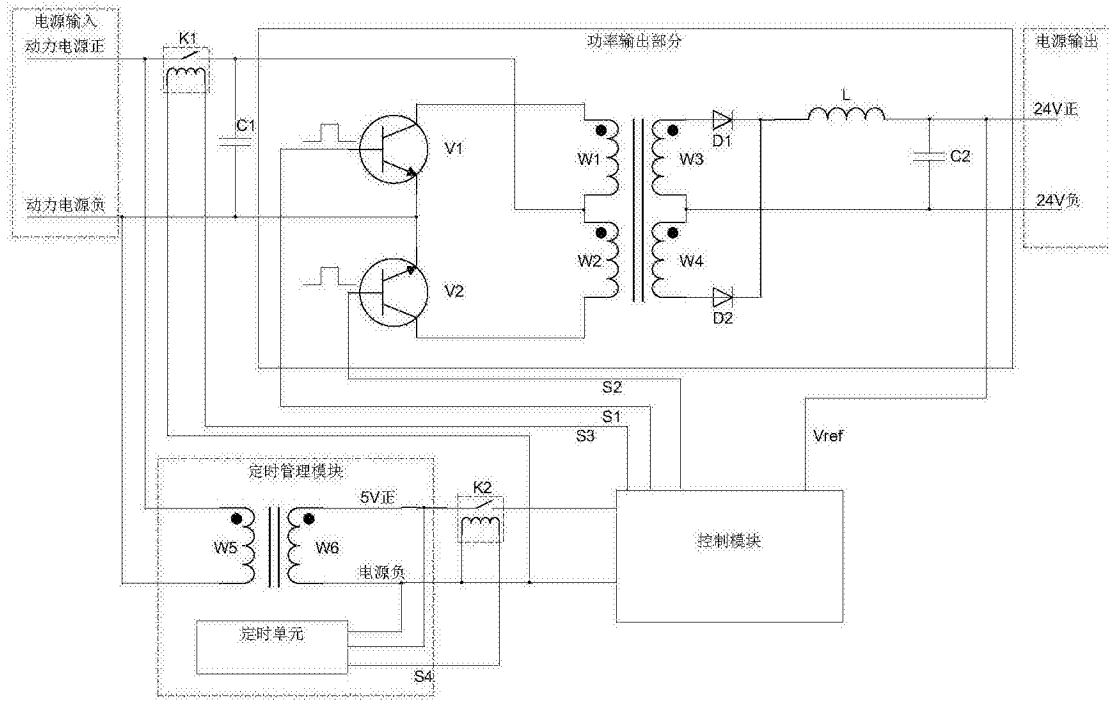 电源输入
K1
功率输出部分
电源输出
动力电源正
L
24V正
C1
V1
W1
W3
D1
C2
动力电源负
24V负
V2
W2
W4
D2
S2
S1
S3
Vref
定时管理模块
K2
5V正
W5
W6
控制模块
电源负
定时单元
S4